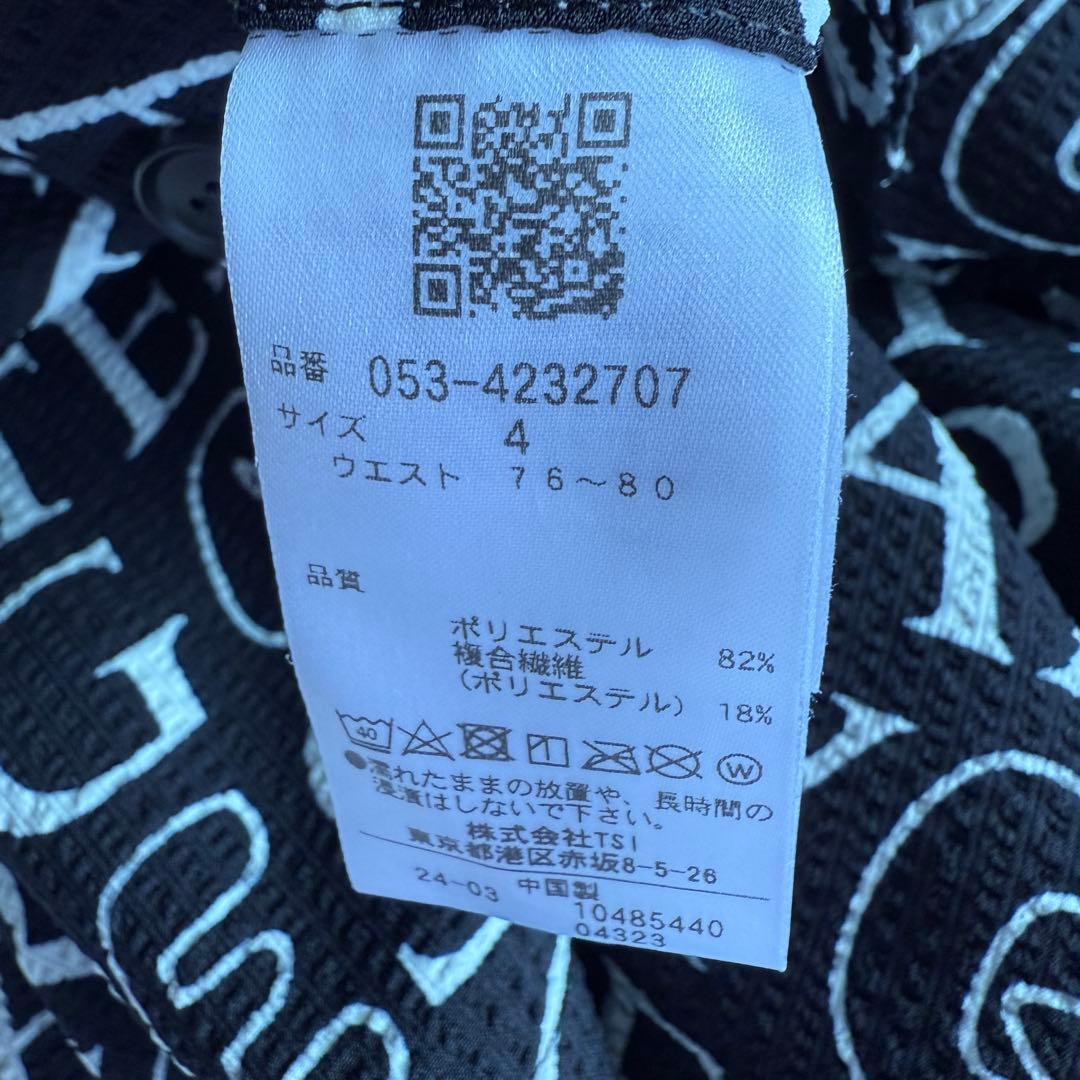 品番 053-4232707
サイズ 4
ウエスト 76～80
品質
ポリエステル 82%
複合繊維
(ポリエステル) 18%
40
W
●濡れたままの放置や、長時間の
浸漬はしないで下さい。
株式会社TSI
東京都港区赤坂8-5-26
24-03 中国製
10485440
04323